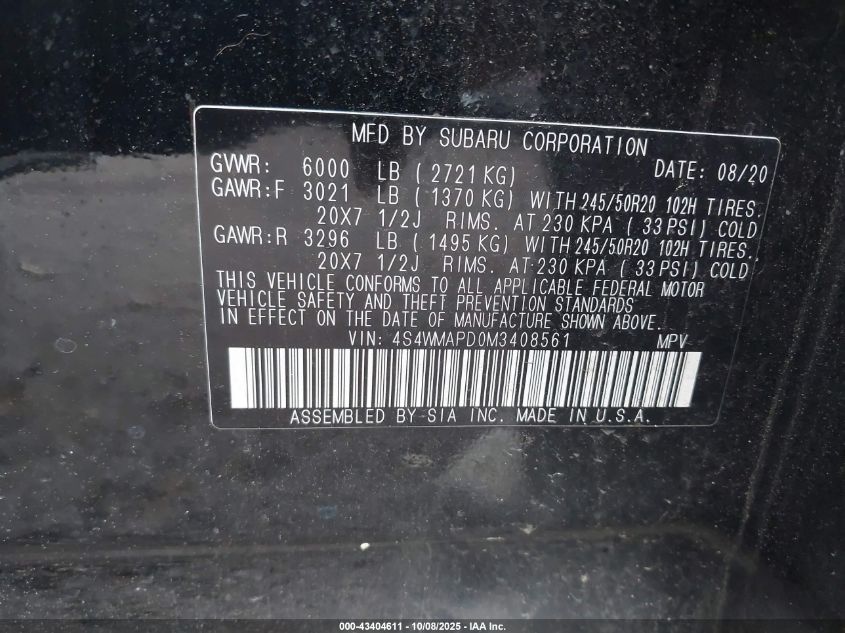 MFD BY SUBARU CORPORATION
GVWR: 6000 LB ( 2721 KG) DATE: 08/20
GAWR:F 3021 LB ( 1370 KG) WITH 245/50R20 102H TIRES.
20X7 1/2J RIMS. AT 230 KPA ( 33 PSI) COLD
GAWR:R 3296 LB ( 1495 KG) WITH 245/50R20 102H TIRES.
20X7 1/2J RIMS. AT 230 KPA ( 33 PSI) COLD
THIS VEHICLE CONFORMS TO ALL APPLICABLE FEDERAL MOTOR
VEHICLE SAFETY AND THEFT PREVENTION STANDARDS
IN EFFECT ON THE DATE OF MANUFACTURE SHOWN ABOVE.
VIN: 4S4WMAPD0M3408561 MPV
ASSEMBLED BY SIA INC. MADE IN U.S.A.
000-43404611 - 10/08/2025 - IAA Inc.